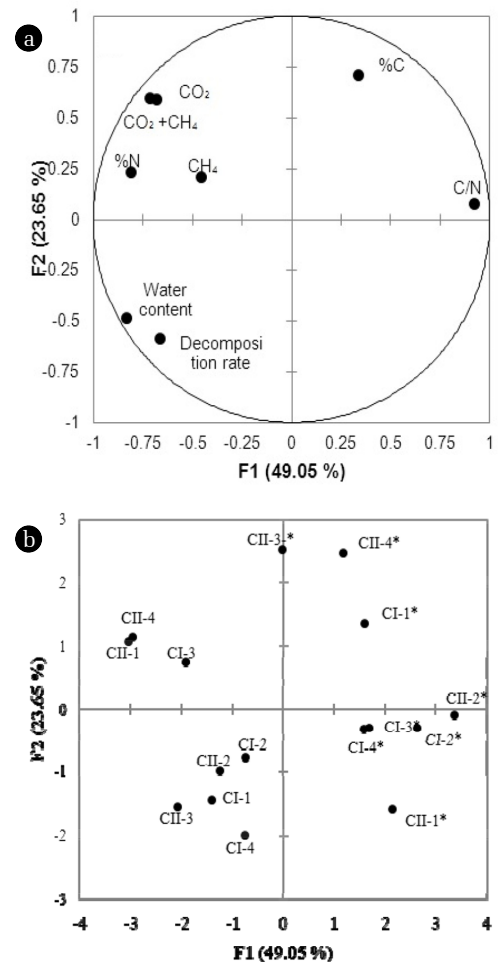 a
1
0.75
0.5
0.25
0
-0.25
-0.5
-0.75
-1
F2 (23.65 %)
%C
CO₂
CO₂ +CH₄
%N
CH₄
C/N
Water
content
Decomposi
tion rate
-1 -0.75 -0.5 -0.25 0 0.25 0.5 0.75 1
F1 (49.05 %)
b
3
2
1
0
-1
-2
-3
F2 (23.65 %)
CII-3-*
CII-4*
CI-1*
CII-4
CII-1
CI-3
CII-2*
CI-3*
CI-4*
CI-2*
CI-2
CII-2
CI-1
CII-3
CI-4
CII-1*
-4 -3 -2 -1 0 1 2 3 4
F1 (49.05 %)